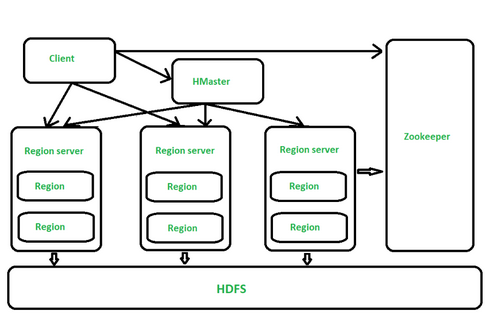 Client
HMaster
Zookeeper
Region server
Region server
Region server
Region
Region
Region
Region
Region
Region
HDFS